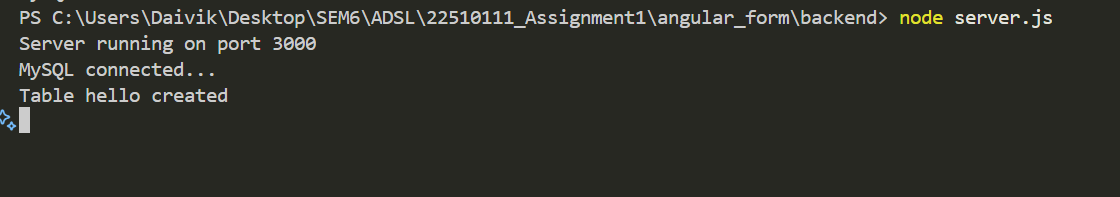 PS C:\Users\Daivik\Desktop\SEM6\ADSL\22510111_Assignment1\angular_form\backend> node server.js
Server running on port 3000
MySQL connected...
Table hello created